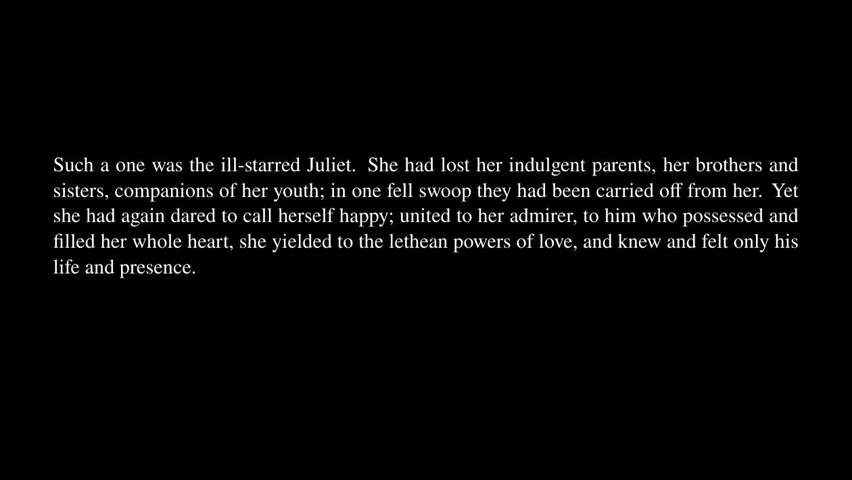 Such a one was the ill-starred Juliet. She had lost her indulgent parents, her brothers and
sisters, companions of her youth; in one fell swoop they had been carried off from her. Yet
she had again dared to call herself happy; united to her admirer, to him who possessed and
filled her whole heart, she yielded to the lethean powers of love, and knew and felt only his
life and presence.